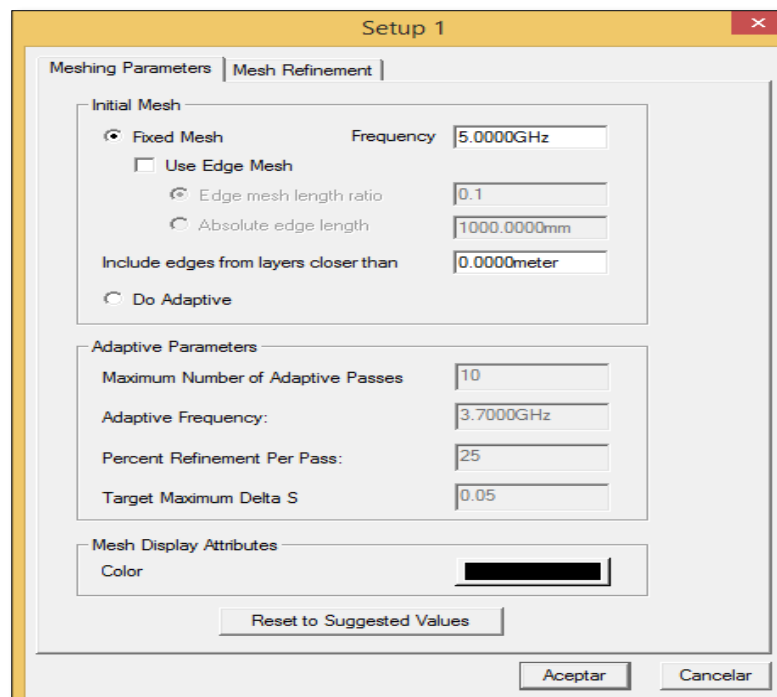 Setup 1
Meshing Parameters Mesh Refinement
Initial Mesh
Fixed Mesh Frequency 5.0000GHz
Use Edge Mesh
Edge mesh length ratio 0.1
Absolute edge length 1000.0000mm
Include edges from layers closer than 0.0000meter
Do Adaptive
Adaptive Parameters
Maximum Number of Adaptive Passes 10
Adaptive Frequency: 3.7000GHz
Percent Refinement Per Pass: 25
Target Maximum Delta S 0.05
Mesh Display Attributes
Color
Reset to Suggested Values
Aceptar Cancelar